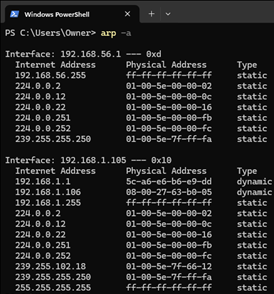 Windows PowerShell
PS C:\Users\Owner> arp -a
Interface: 192.168.56.1 --- 0xd
Internet Address Physical Address Type
192.168.56.255 ff-ff-ff-ff-ff-ff static
224.0.0.2 01-00-5e-00-00-02 static
224.0.0.12 01-00-5e-00-00-0c static
224.0.0.22 01-00-5e-00-00-16 static
224.0.0.251 01-00-5e-00-00-fb static
224.0.0.252 01-00-5e-00-00-fc static
239.255.255.250 01-00-5e-7f-ff-fa static
Interface: 192.168.1.105 --- 0x10
Internet Address Physical Address Type
192.168.1.1 5c-a6-e6-b6-e9-dd dynamic
192.168.1.106 08-00-27-63-b0-05 dynamic
192.168.1.255 ff-ff-ff-ff-ff-ff static
224.0.0.2 01-00-5e-00-00-02 static
224.0.0.12 01-00-5e-00-00-0c static
224.0.0.22 01-00-5e-00-00-16 static
224.0.0.251 01-00-5e-00-00-fb static
224.0.0.252 01-00-5e-00-00-fc static
239.255.102.18 01-00-5e-7f-66-12 static
239.255.255.250 01-00-5e-7f-ff-fa static
255.255.255.255 ff-ff-ff-ff-ff-ff static